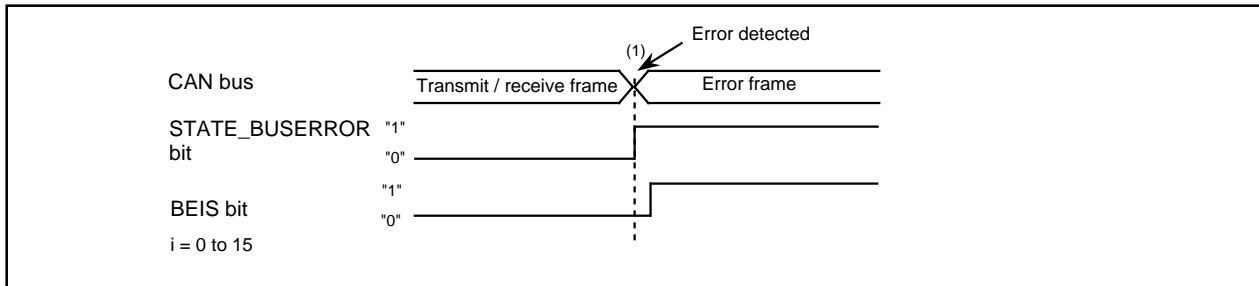 Error detected
(1)
CAN bus
Transmit / receive frame
Error frame
STATE_BUSERROR "1"
bit "0"
"1"
BEIS bit "0"
i = 0 to 15